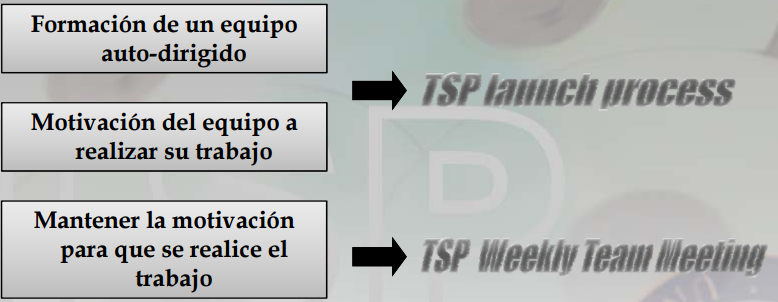 Formación de un equipo
auto-dirigido
TSP launch process
Motivación del equipo a
realizar su trabajo
Mantener la motivación
para que se realice el
trabajo
TSP Weekly Team Meeting